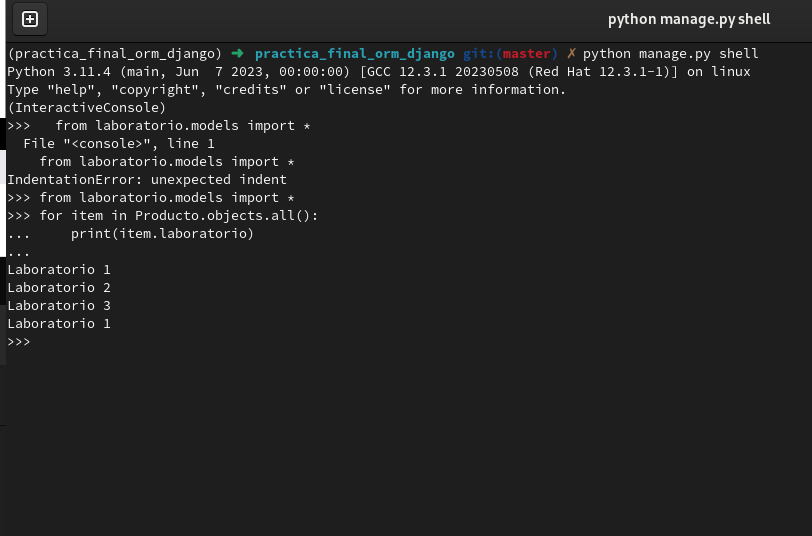 python manage.py shell
(practica_final_orm_django) ➜  practica_final_orm_django git:(master) ✗ python manage.py shell
Python 3.11.4 (main, Jun  7 2023, 00:00:00) [GCC 12.3.1 20230508 (Red Hat 12.3.1-1)] on linux
Type "help", "copyright", "credits" or "license" for more information.
(InteractiveConsole)
>>>   from laboratorio.models import *
  File "<console>", line 1
    from laboratorio.models import *
IndentationError: unexpected indent
>>> from laboratorio.models import *
>>> for item in Producto.objects.all():
...     print(item.laboratorio)
...
Laboratorio 1
Laboratorio 2
Laboratorio 3
Laboratorio 1
>>>